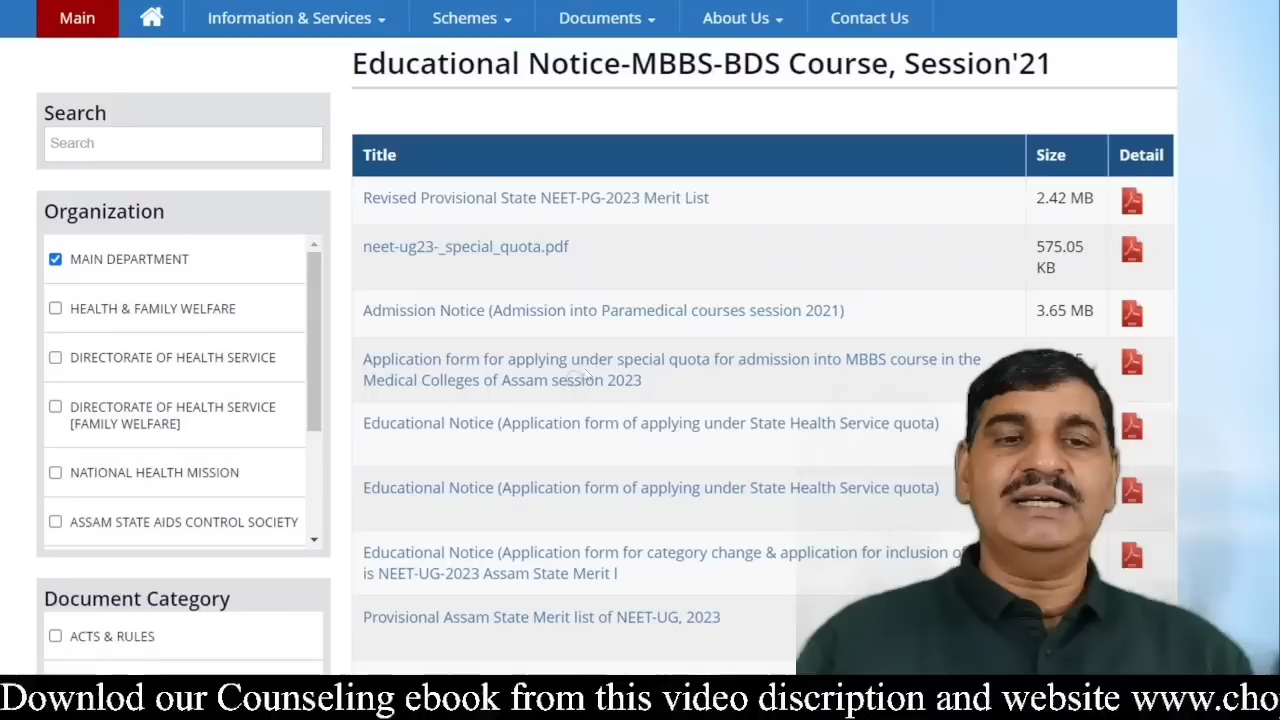 Main
Information & Services
Schemes
Documents
About Us
Contact Us
Educational Notice-MBBS-BDS Course, Session'21
Search
Search
Organization
MAIN DEPARTMENT
HEALTH & FAMILY WELFARE
DIRECTORATE OF HEALTH SERVICE
DIRECTORATE OF HEALTH SERVICE
[FAMILY WELFARE]
NATIONAL HEALTH MISSION
ASSAM STATE AIDS CONTROL SOCIETY
Document Category
ACTS & RULES
Title Size Detail
Revised Provisional State NEET-PG-2023 Merit List 2.42 MB
neet-ug23-_special_quota.pdf 575.05
KB
Admission Notice (Admission into Paramedical courses session 2021) 3.65 MB
Application form for applying under special quota for admission into MBBS course in the
Medical Colleges of Assam session 2023
Educational Notice (Application form of applying under State Health Service quota)
Educational Notice (Application form of applying under State Health Service quota)
Educational Notice (Application form for category change & application for inclusion
is NEET-UG-2023 Assam State Merit l
Provisional Assam State Merit list of NEET-UG, 2023
Downlod our Counseling ebook from this video discription and website www.cho